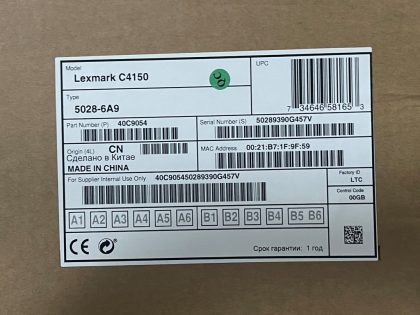 Model
Lexmark C4150
UPC
Type
5028-6A9
7 34646 58165 3
Part Number (P) 40C9054
Serial Number (S) 50289390G457V
Origin (4L) CN
Сделано в Китае
MADE IN CHINA
MAC Address 00:21:B7:1F:9F:59
For Supplier Internal Use Only 40C905450289390G457V
Factory ID
LTC
Control Code
00GB
A1 A2 A3 A4 A5 A6 B1 B2 B3 B4 B5 B6
CE EAC
Срок гарантии: 1 год